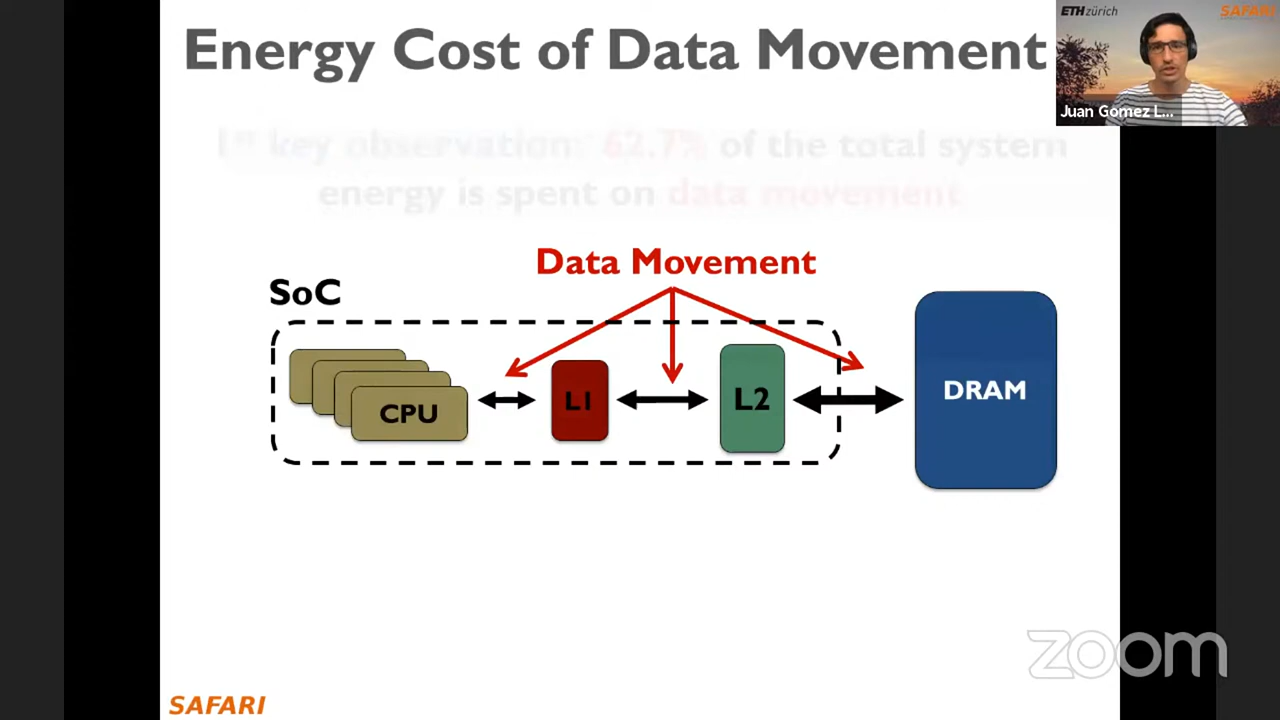 Energy Cost of Data Movement
ETH zürich
SAFARI
Juan Gomez L...
1st key observation: 62.7% of the total system
energy is spent on data movement
Data Movement
SoC
CPU
L1
L2
DRAM
zoom
SAFARI